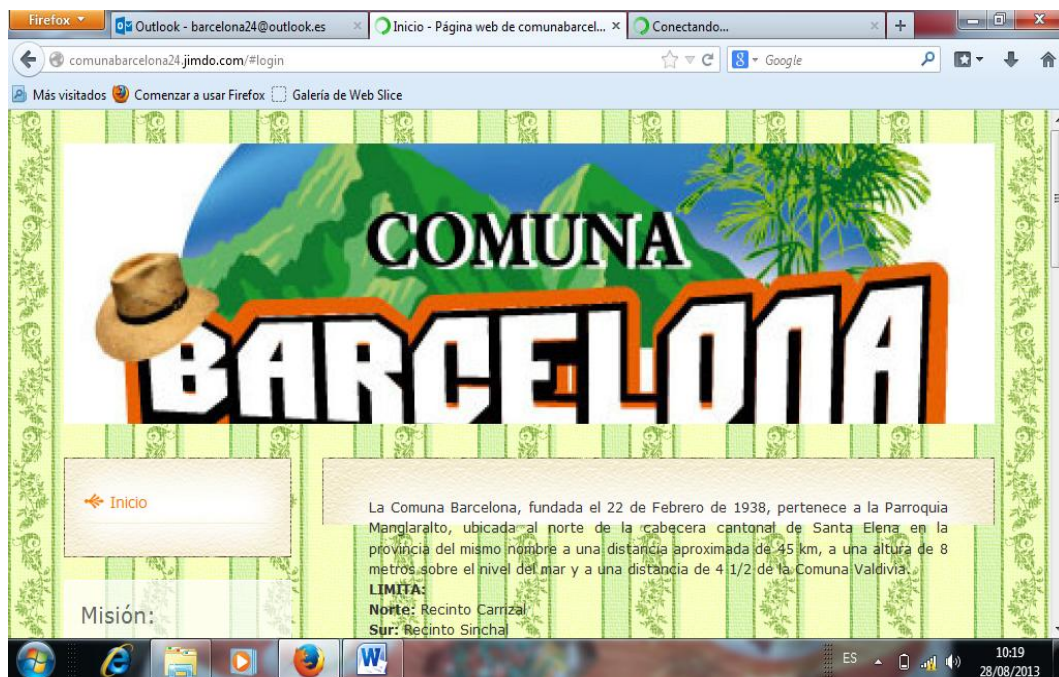 Firefox
Outlook - barcelona24@outlook.es
Inicio - Página web de comunabarcel...
Conectando...
comunabarcelona24.jimdo.com/#login
Google
Más visitados
Comenzar a usar Firefox
Galería de Web Slice
COMUNA
BARCELONA
Inicio
Misión:
La Comuna Barcelona, fundada el 22 de Febrero de 1938, pertenece a la Parroquia
Manglaralto, ubicada al norte de la cabecera cantonal de Santa Elena en la
provincia del mismo nombre a una distancia aproximada de 45 km, a una altura de 8
metros sobre el nivel del mar y a una distancia de 4 1/2 de la Comuna Valdivia.
LIMITA:
Norte: Recinto Carrizal
Sur: Recinto Sinchal
ES
10:19
28/08/2013